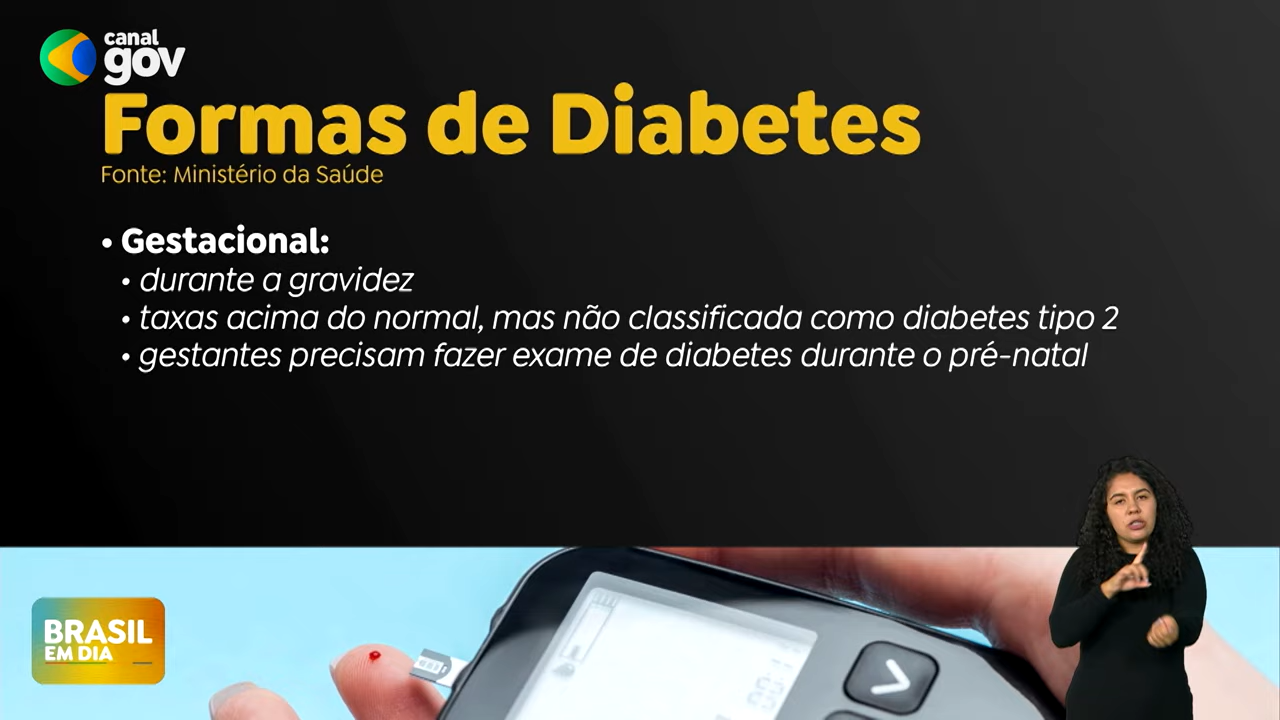 canal
gov
Formas de Diabetes
Fonte: Ministério da Saúde
• Gestacional:
• durante a gravidez
• taxas acima do normal, mas não classificada como diabetes tipo 2
• gestantes precisam fazer exame de diabetes durante o pré-natal
BRASIL
EM DIA